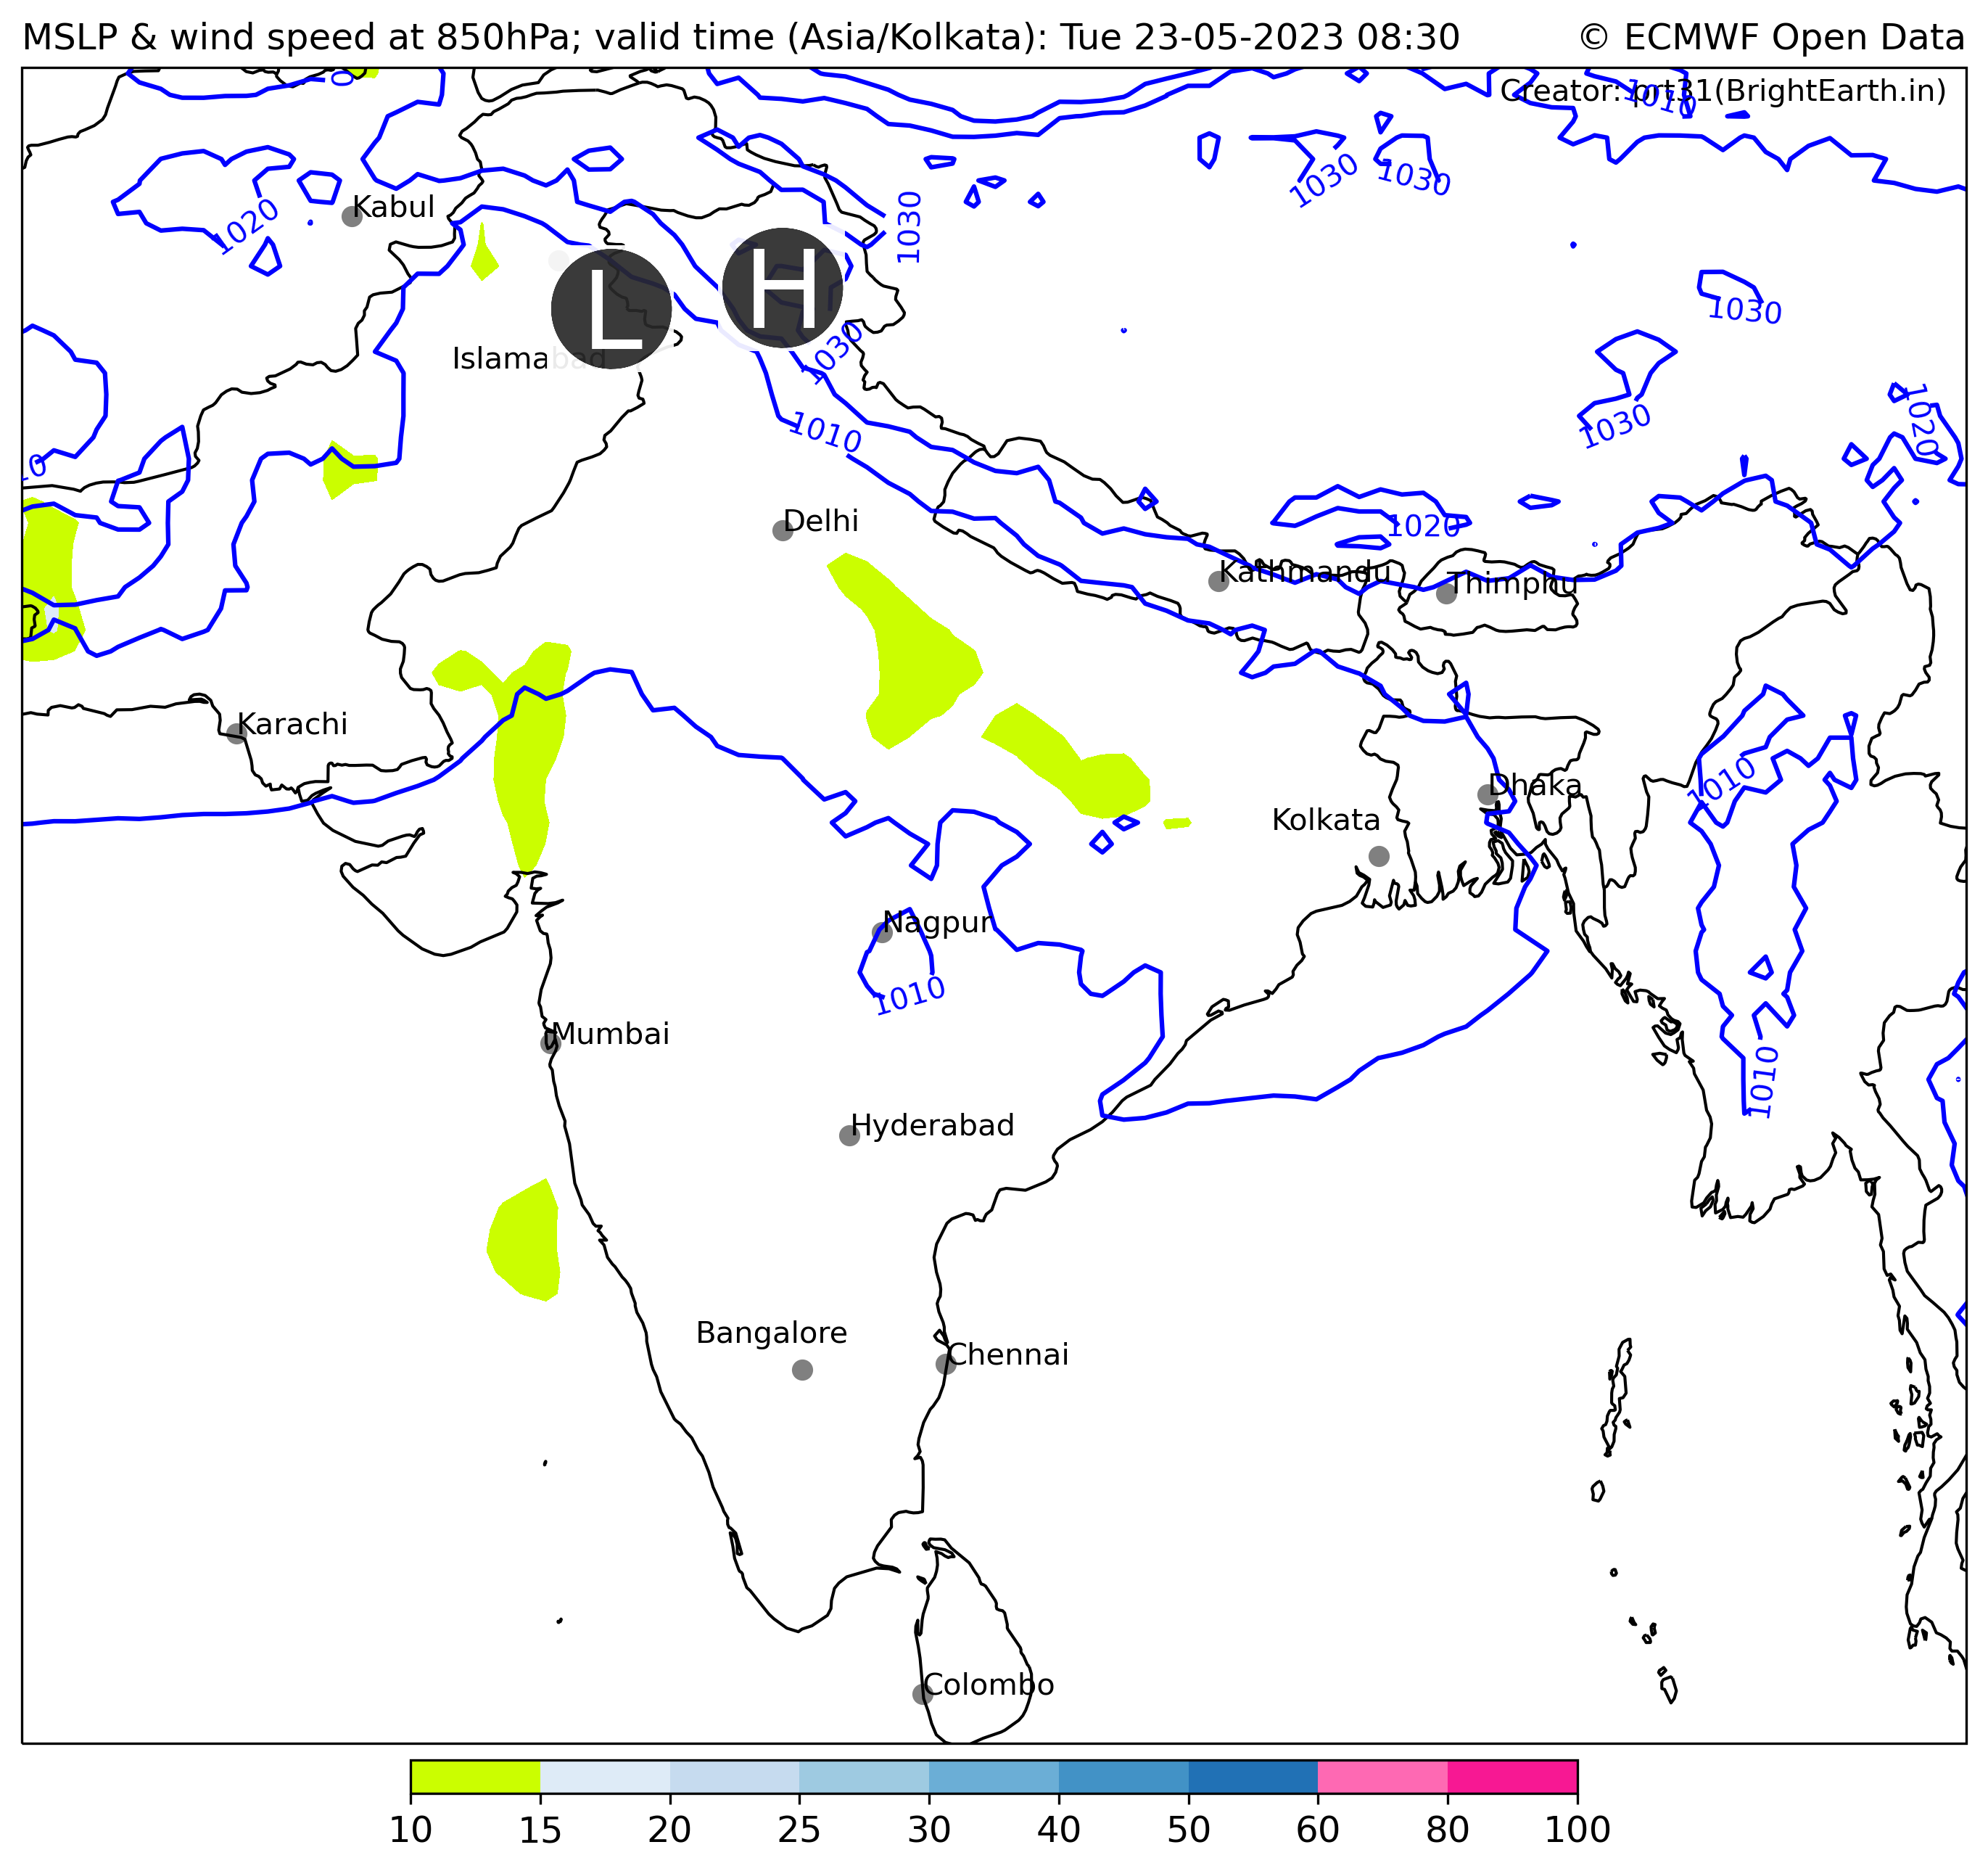 MSLP & wind speed at 850hPa; valid time (Asia/Kolkata): Tue 23-05-2023 08:30
© ECMWF Open Data
Creator: prt31(BrightEarth.in)
1010
0
1030
1030
1020
Kabul
1030
L
H
1030
1030
Islamabad
1010
1030
1020
10
Delhi
1020
Kathmandu
Thimphu
Karachi
1010
Dhaka
Kolkata
Nagpur
1010
Mumbai
1010
Hyderabad
Bangalore
Chennai
Colombo
10 15 20 25 30 40 50 60 80 100